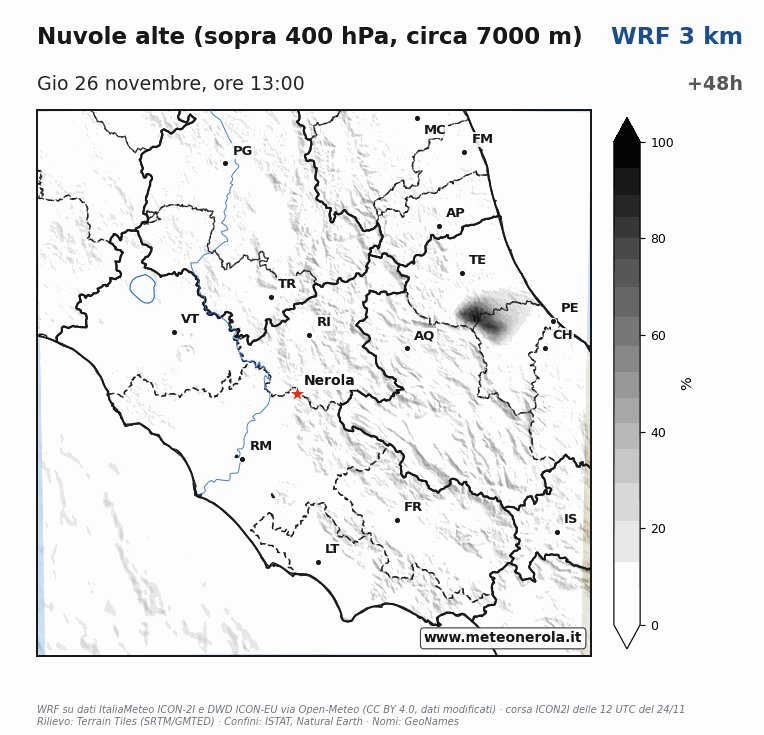 Nuvole alte (sopra 400 hPa, circa 7000 m) WRF 3 km
Gio 26 novembre, ore 13:00 +48h
MC
FM
PG
AP
TE
TR
PE
VT
RI
AQ
CH
Nerola
RM
FR
IS
LT
www.meteonerola.it
100
80
60
40
20
0
%
WRF su dati ItaliaMeteo ICON-2I e DWD ICON-EU via Open-Meteo (CC BY 4.0, dati modificati) · corsa ICON2I delle 12 UTC del 24/11
Rilievo: Terrain Tiles (SRTM/GMTED) · Confini: ISTAT, Natural Earth · Nomi: GeoNames